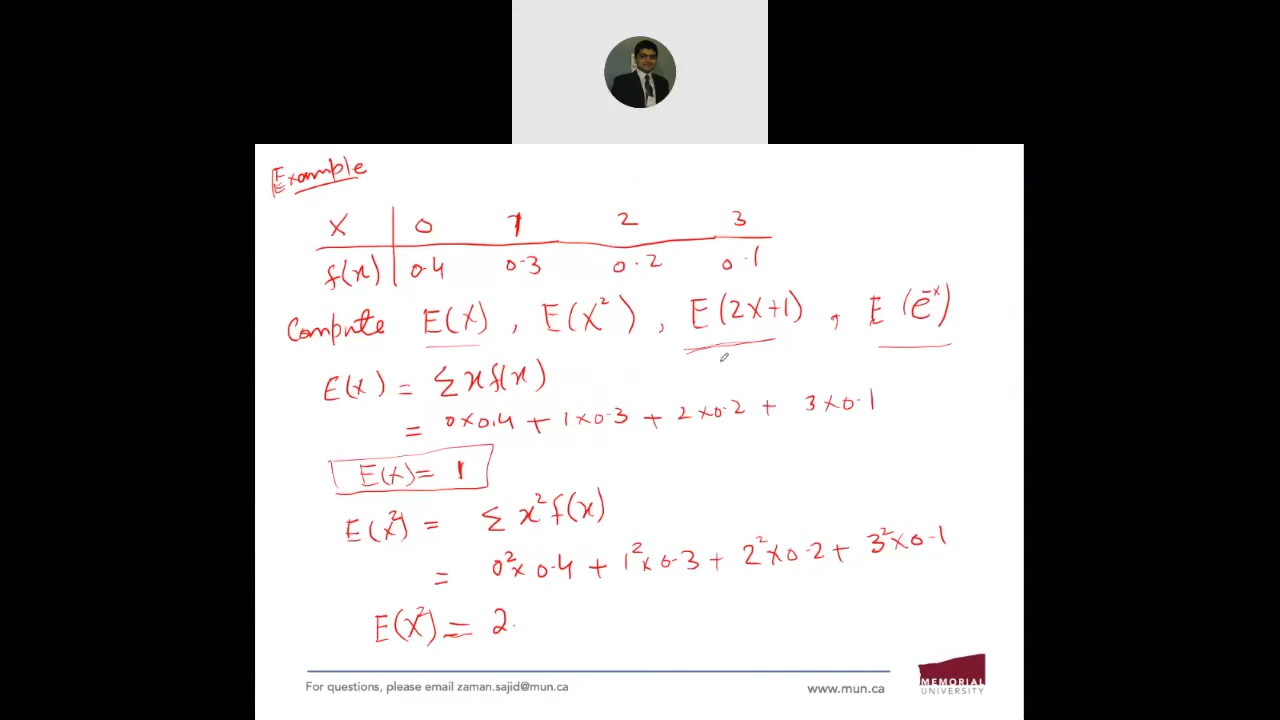 Example
X 0 1 2 3
f(x) 0.4 0.3 0.2 0.1
Compute E(X), E(X²), E(2X+1), E(e⁻ˣ)
E(X) = Σxf(x)
= 0×0.4 + 1×0.3 + 2×0.2 + 3×0.1
E(X) = 1
E(X²) = Σx²f(x)
= 0²×0.4 + 1²×0.3 + 2²×0.2 + 3²×0.1
E(X²) = 2.
For questions, please email zaman.sajid@mun.ca
www.mun.ca
MEMORIAL
UNIVERSITY